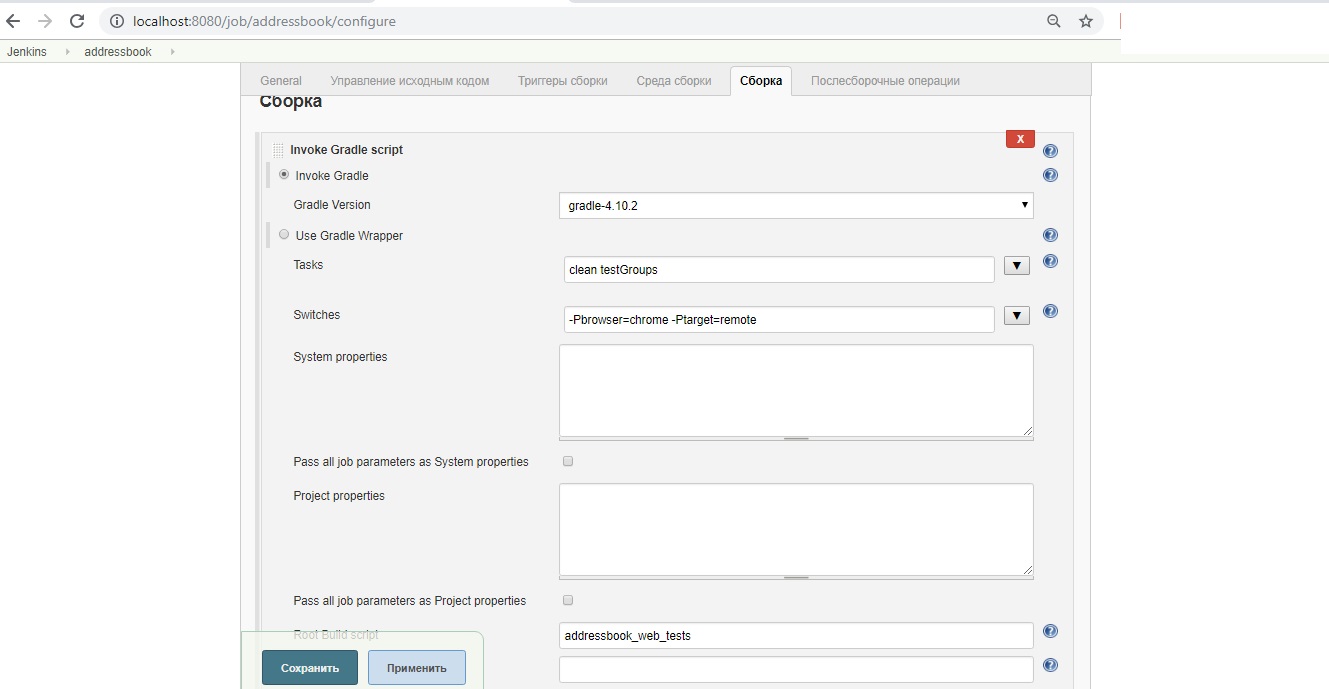 localhost:8080/job/addressbook/configure
Jenkins addressbook
General Управление исходным кодом Триггеры сборки Среда сборки Сборка Послесборочные операции
Сборка
X
Invoke Gradle script
Invoke Gradle
Gradle Version gradle-4.10.2
Use Gradle Wrapper
Tasks clean testGroups
Switches -Pbrowser=chrome -Ptarget=remote
System properties
Pass all job parameters as System properties
Project properties
Pass all job parameters as Project properties
Root Build script addressbook_web_tests
Сохранить Применить